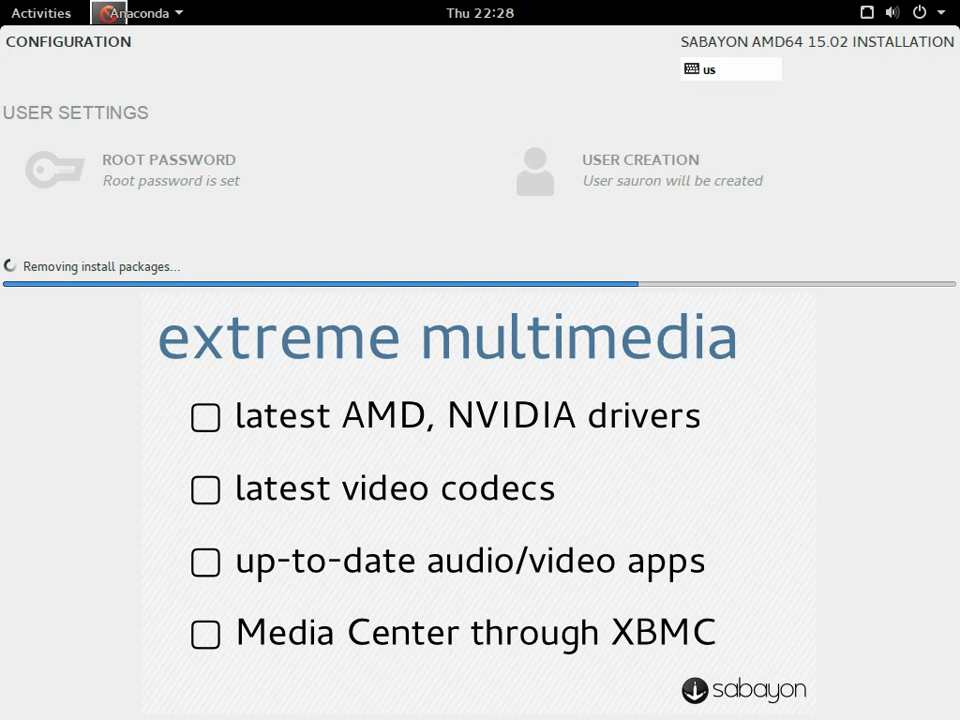 Activities
Anaconda
Thu 22:28
CONFIGURATION
SABAYON AMD64 15.02 INSTALLATION
us
USER SETTINGS
ROOT PASSWORD
Root password is set
USER CREATION
User sauron will be created
Removing install packages...
extreme multimedia
latest AMD, NVIDIA drivers
latest video codecs
up-to-date audio/video apps
Media Center through XBMC
sabayon